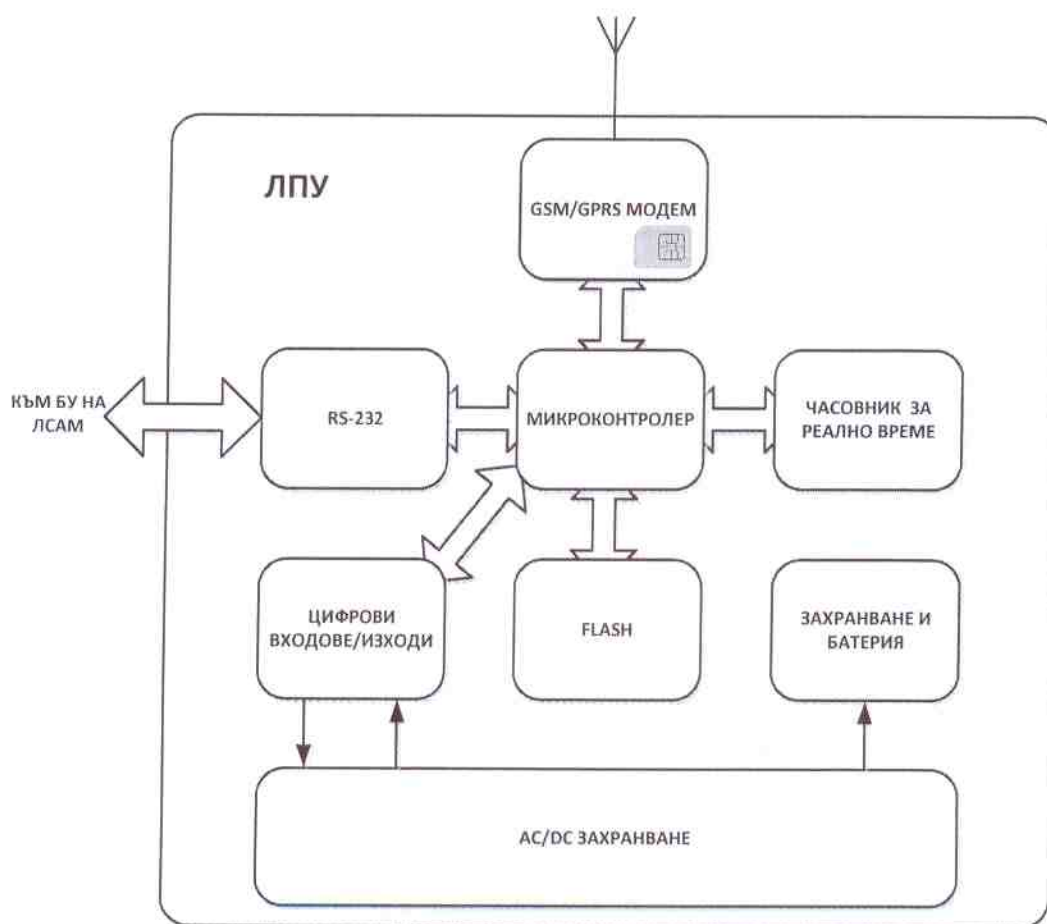 ЛПУ
GSM/GPRS МОДЕМ
КЪМ БУ НА
ЛСАМ
RS-232
МИКРОКОНТРОЛЕР
ЧАСОВНИК ЗА
РЕАЛНО ВРЕМЕ
ЦИФРОВИ
ВХОДОВЕ/ИЗХОДИ
FLASH
ЗАХРАНВАНЕ И
БАТЕРИЯ
AC/DC ЗАХРАНВАНЕ